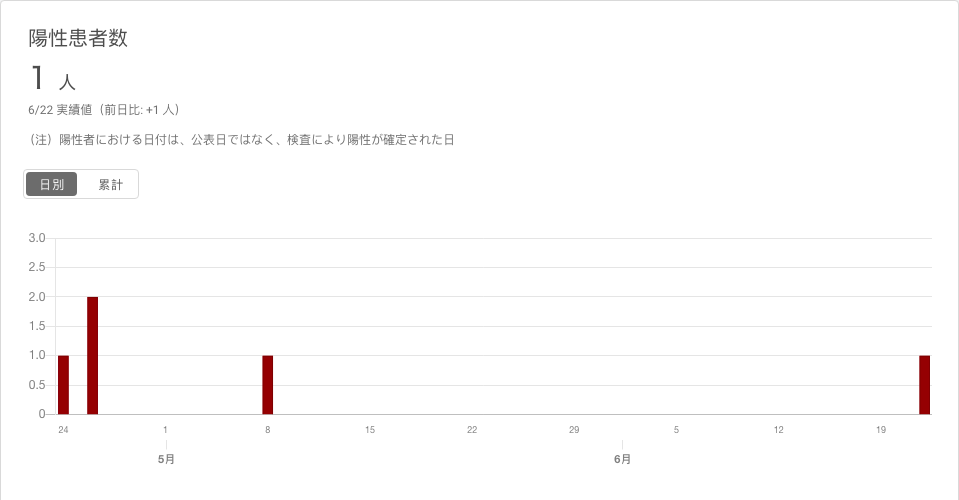 陽性患者数
1 人
6/22 実績値（前日比: +1 人）
（注）陽性者における日付は、公表日ではなく、検査により陽性が確定された日
日別 累計
3.0
2.5
2.0
1.5
1.0
0.5
0
24 1 8 15 22 29 5 12 19
5月 6月